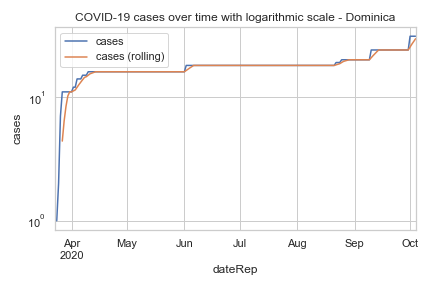 COVID-19 cases over time with logarithmic scale - Dominica
cases
cases (rolling)
10¹
10⁰
cases
Apr May Jun Jul Aug Sep Oct
2020
dateRep